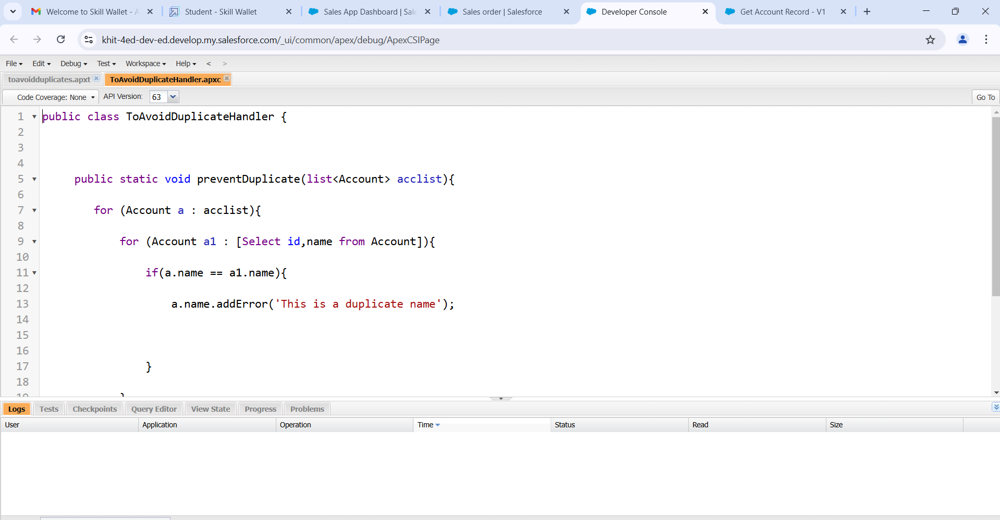 Welcome to Skill Wallet - A
Student - Skill Wallet
Sales App Dashboard | Sale
Sales order | Salesforce
Developer Console
Get Account Record - V1
khit-4ed-dev-ed.develop.my.salesforce.com/_ui/common/apex/debug/ApexCSIPage
File Edit Debug Test Workspace Help < >
toavoidduplicates.apxt
ToAvoidDuplicateHandler.apxc
Code Coverage: None API Version: 63 Go To
1 public class ToAvoidDuplicateHandler {
2
3
4
5 public static void preventDuplicate(list<Account> acclist){
6
7 for (Account a : acclist){
8
9 for (Account a1 : [Select id,name from Account]){
10
11 if(a.name == a1.name){
12
13 a.name.addError('This is a duplicate name');
14
15
16
17 }
18
19 }
Logs Tests Checkpoints Query Editor View State Progress Problems
User Application Operation Time Status Read Size